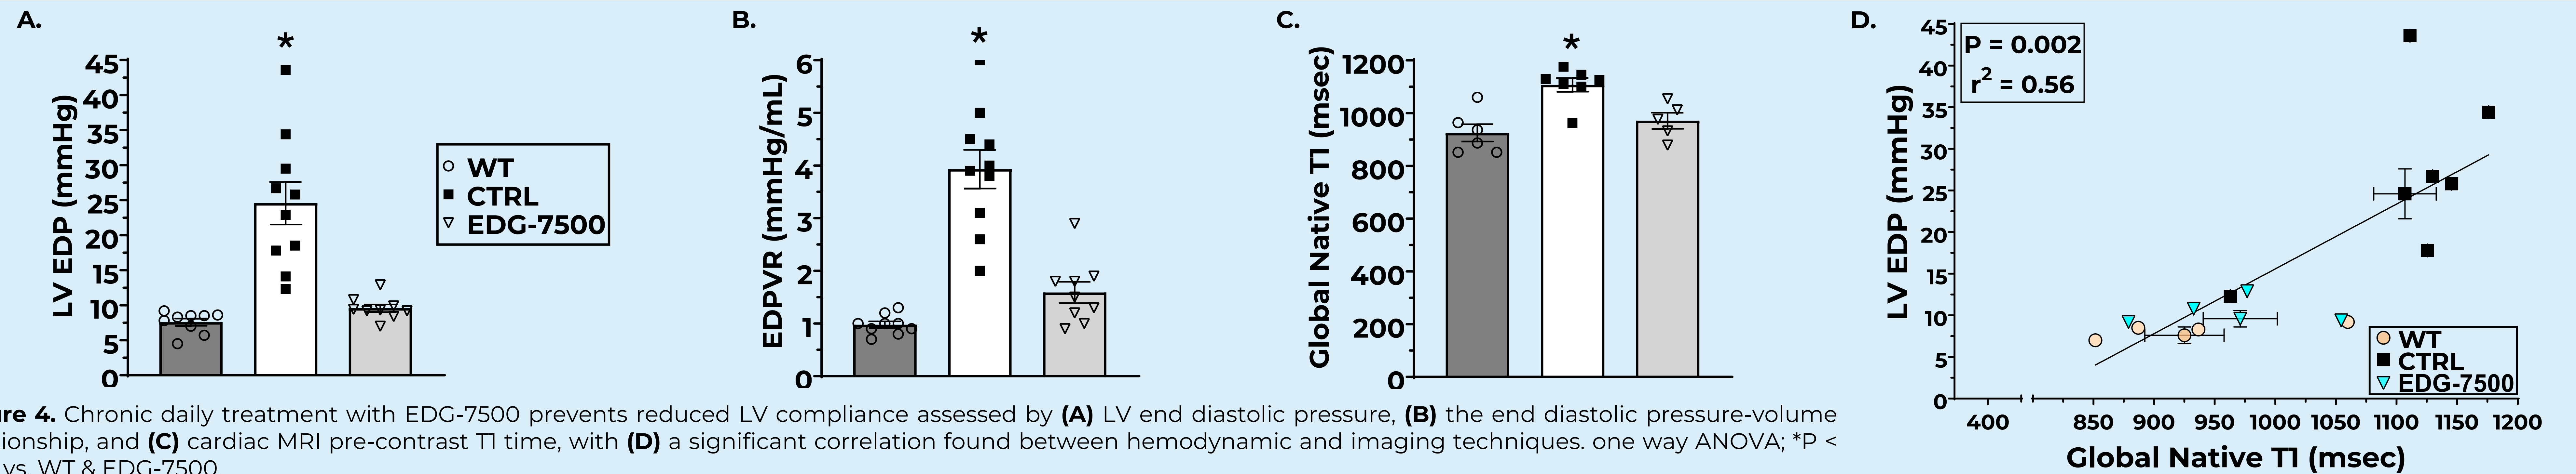 A.
*
45
40
35
30
25
20
15
10
5
0
LV EDP (mmHg)
WT
CTRL
EDG-7500
B.
*
6
5
4
3
2
1
0
EDPVR (mmHg/mL)
C.
*
1200
1000
800
600
400
200
0
Global Native T1 (msec)
D.
45
40
35
30
25
20
15
10
5
0
LV EDP (mmHg)
P = 0.002
r² = 0.56
WT
CTRL
EDG-7500
400 850 900 950 1000 1050 1100 1150 1200
Global Native T1 (msec)
ure 4. Chronic daily treatment with EDG-7500 prevents reduced LV compliance assessed by (A) LV end diastolic pressure, (B) the end diastolic pressure-volume
tionship, and (C) cardiac MRI pre-contrast T1 time, with (D) a significant correlation found between hemodynamic and imaging techniques. one way ANOVA; *P <
vs. WT & EDG-7500.